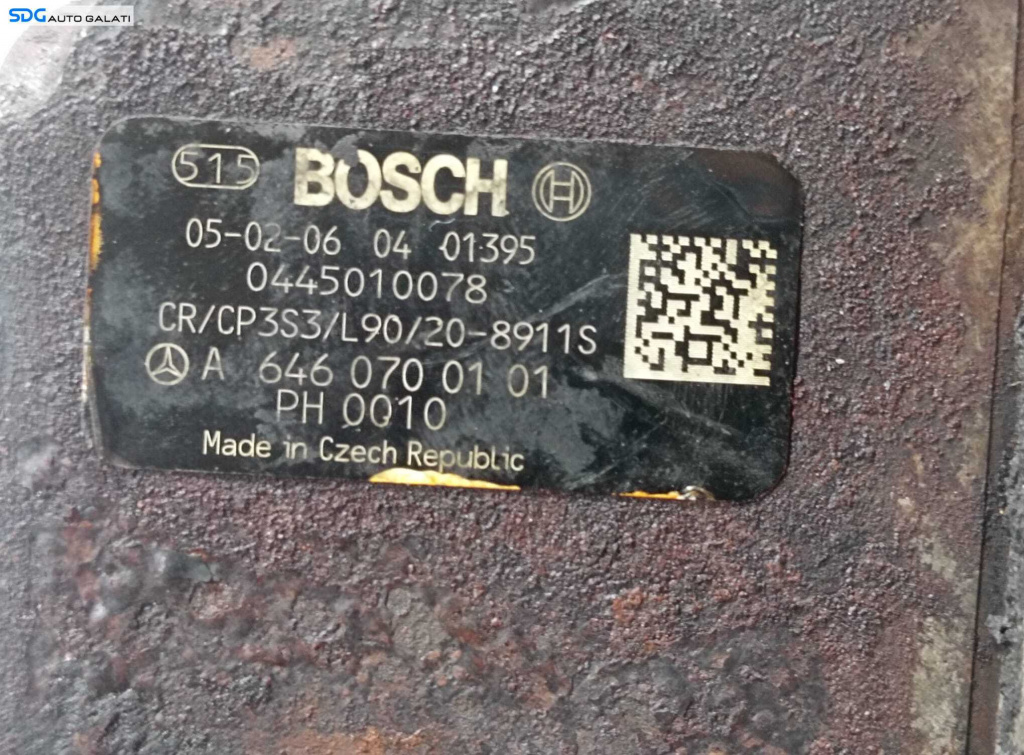 SDG AUTO GALATI
515 BOSCH
05-02-06 04 01395
0445010078
CR/CP3S3/L90/20-8911S
A 646 070 01 01
PH 0010
Made in Czech Republic